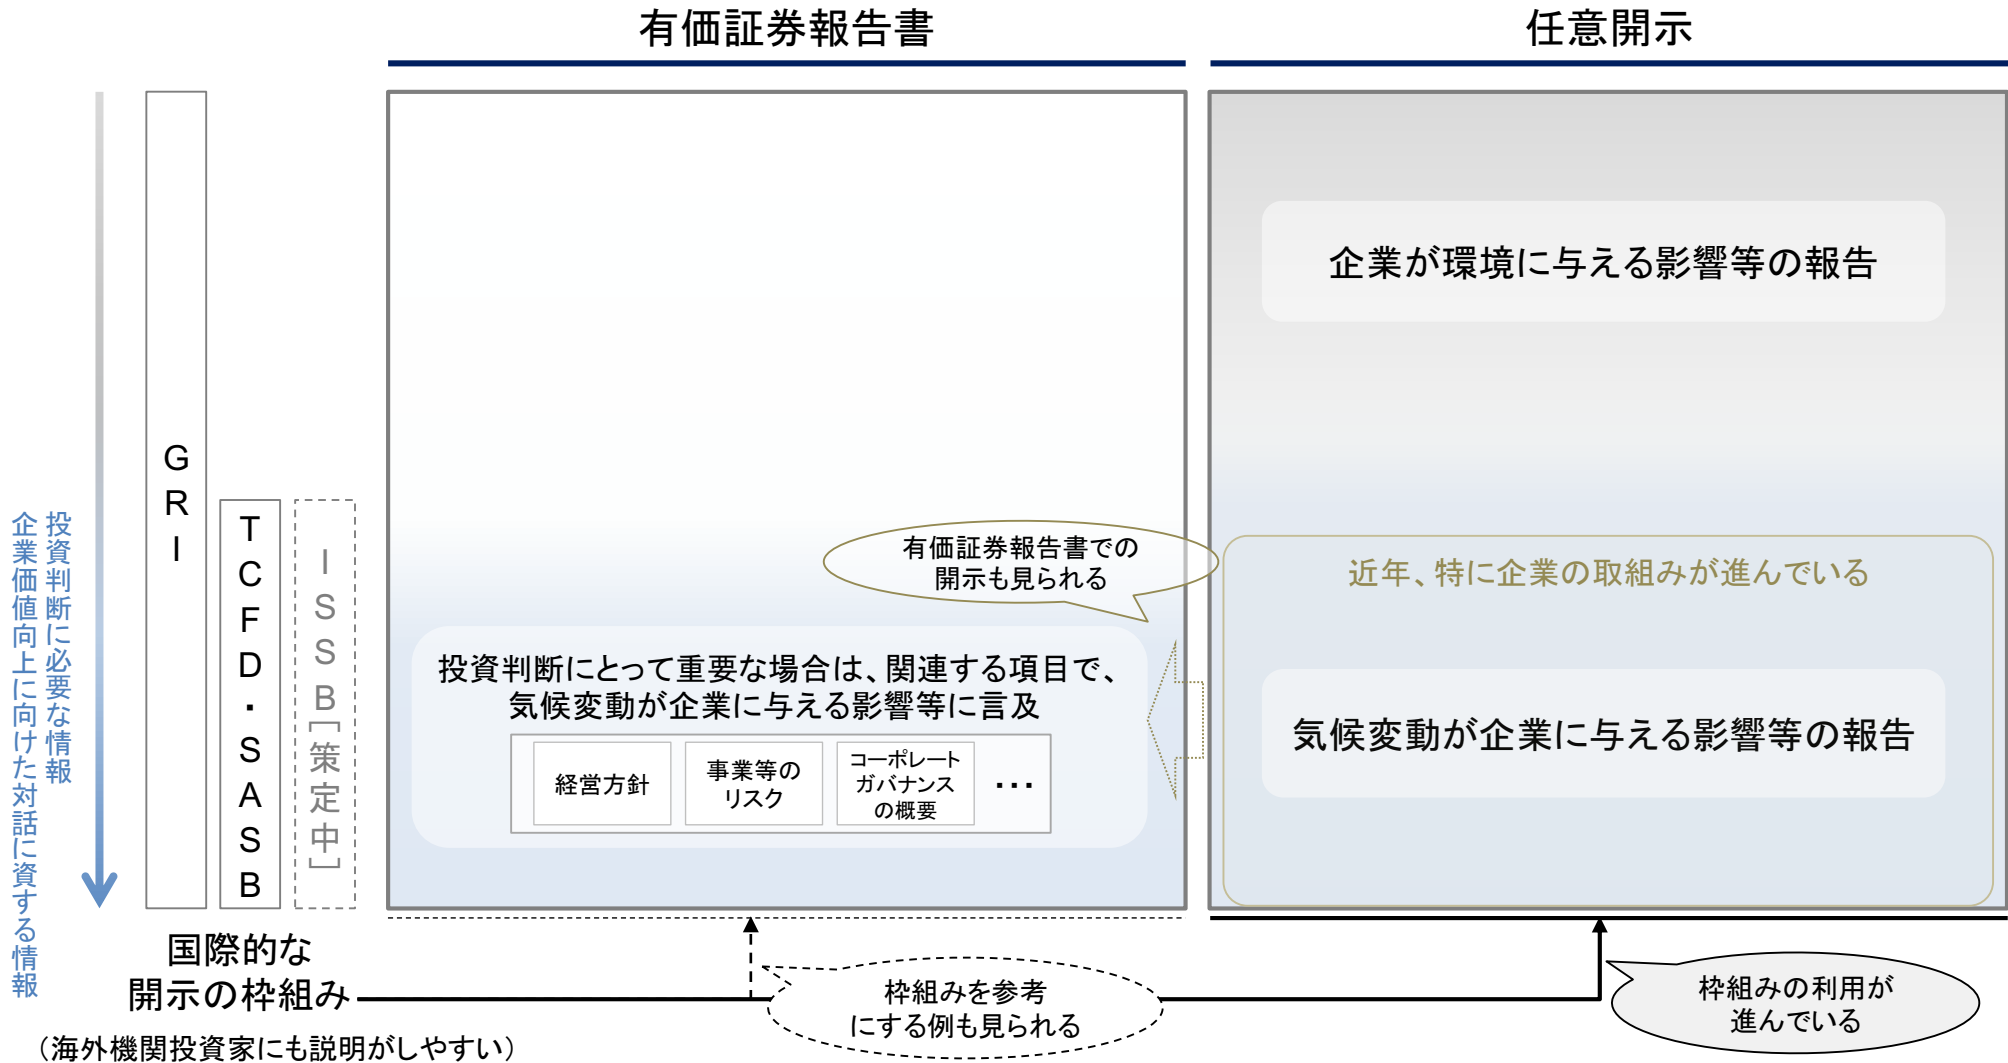 有価証券報告書
任意開示
投資判断に必要な情報
企業価値向上に向けた対話に資する情報
GRI
TCFD・SASB
ISSB[策定中]
企業が環境に与える影響等の報告
有価証券報告書での
開示も見られる
近年、特に企業の取組みが進んでいる
投資判断にとって重要な場合は、関連する項目で、
気候変動が企業に与える影響等に言及
経営方針
事業等の
リスク
コーポレート
ガバナンス
の概要
・・・
気候変動が企業に与える影響等の報告
国際的な
開示の枠組み
（海外機関投資家にも説明がしやすい）
枠組みを参考
にする例も見られる
枠組みの利用が
進んでいる